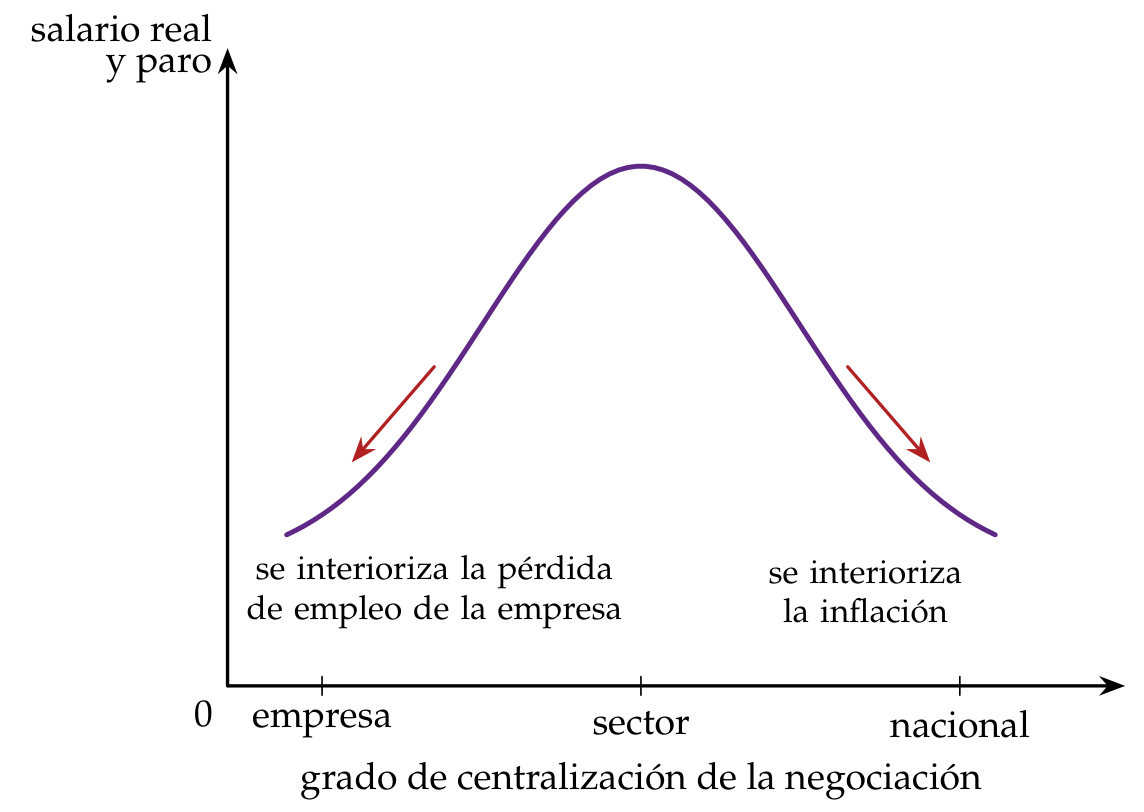 salario real
y paro
se interioriza la pérdida
de empleo de la empresa
se interioriza
la inflación
0
empresa
sector
nacional
grado de centralización de la negociación